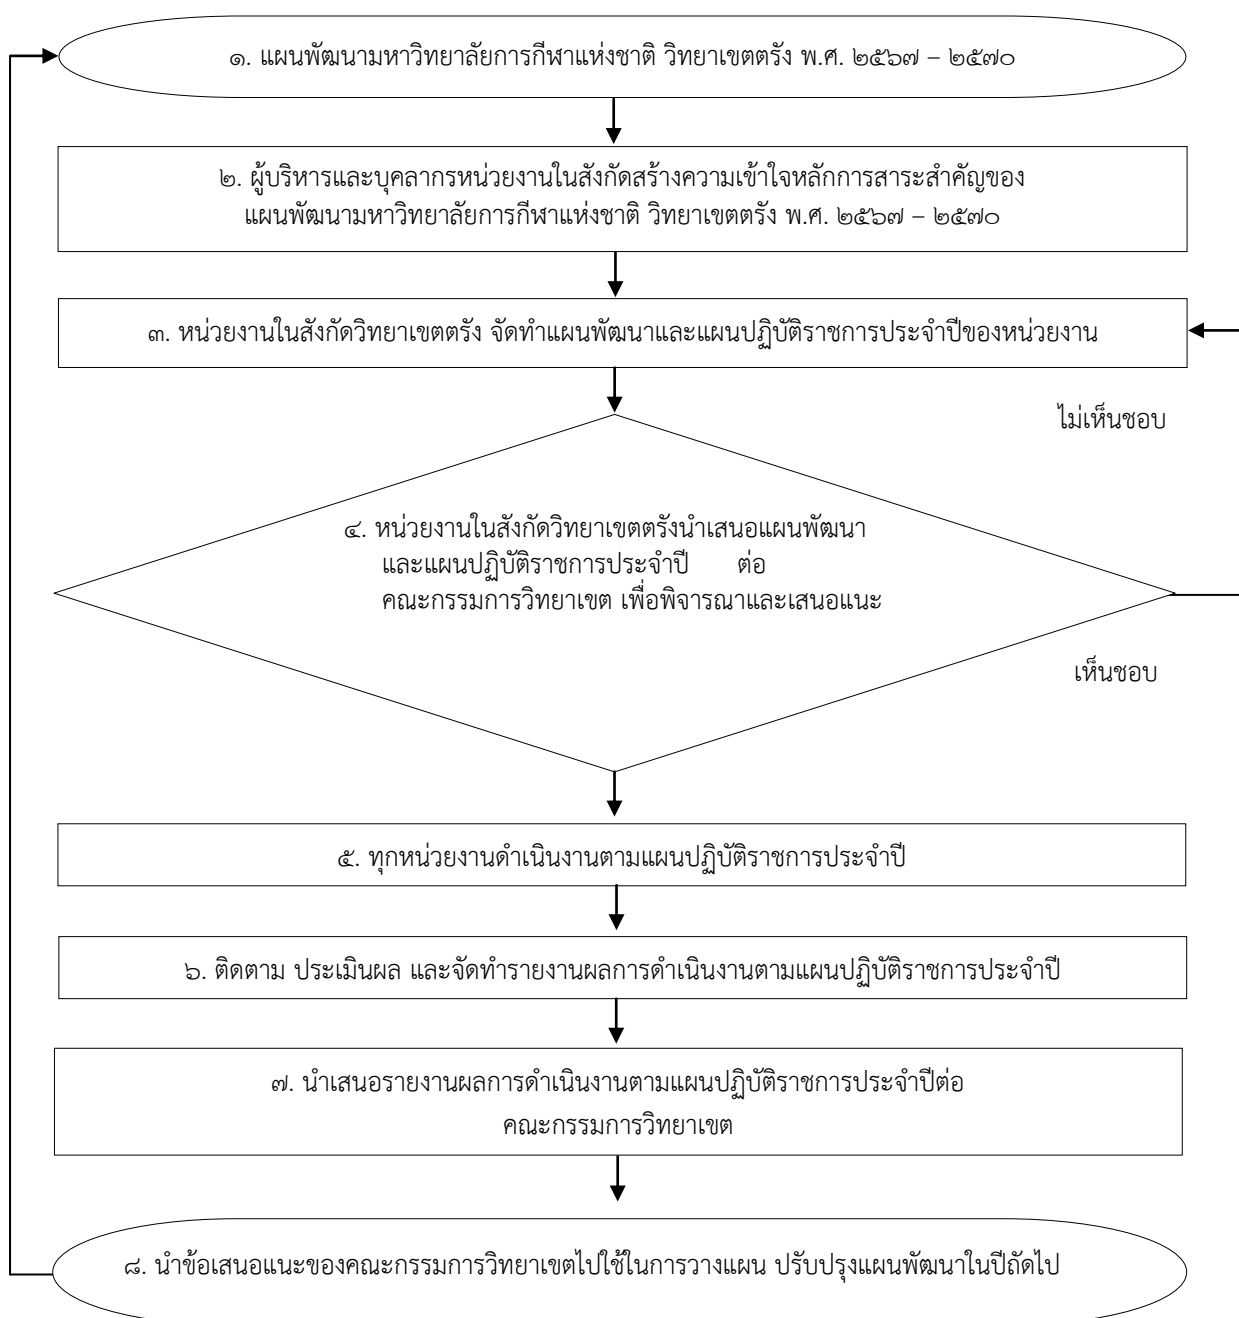 ๑. แผนพัฒนามหาวิทยาลัยการกีฬาแห่งชาติ วิทยาเขตตรัง พ.ศ. ๒๕๖๗ – ๒๕๗๐
๒. ผู้บริหารและบุคลากรหน่วยงานในสังกัดสร้างความเข้าใจหลักการสาระสำคัญของ
แผนพัฒนามหาวิทยาลัยการกีฬาแห่งชาติ วิทยาเขตตรัง พ.ศ. ๒๕๖๗ – ๒๕๗๐
๓. หน่วยงานในสังกัดวิทยาเขตตรัง จัดทำแผนพัฒนาและแผนปฏิบัติราชการประจำปีของหน่วยงาน
ไม่เห็นชอบ
๔. หน่วยงานในสังกัดวิทยาเขตตรังนำเสนอแผนพัฒนา
และแผนปฏิบัติราชการประจำปี ต่อ
คณะกรรมการวิทยาเขต เพื่อพิจารณาและเสนอแนะ
เห็นชอบ
๕. ทุกหน่วยงานดำเนินงานตามแผนปฏิบัติราชการประจำปี
๖. ติดตาม ประเมินผล และจัดทำรายงานผลการดำเนินงานตามแผนปฏิบัติราชการประจำปี
๗. นำเสนอรายงานผลการดำเนินงานตามแผนปฏิบัติราชการประจำปีต่อ
คณะกรรมการวิทยาเขต
๘. นำข้อเสนอแนะของคณะกรรมการวิทยาเขตไปใช้ในการวางแผน ปรับปรุงแผนพัฒนาในปีถัดไป